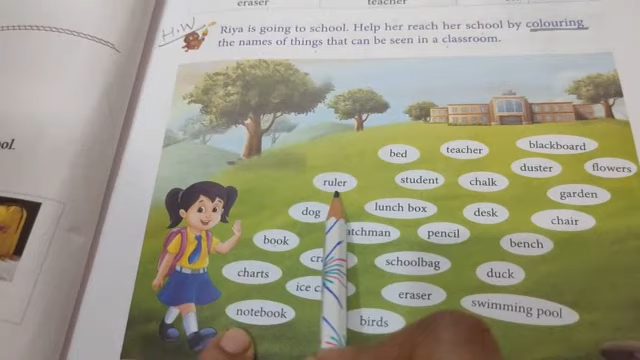 eraser
teacher
H.W
Riya is going to school. Help her reach her school by colouring
the names of things that can be seen in a classroom.
bed
teacher
blackboard
ruler
student
chalk
duster
flowers
garden
dog
lunch box
desk
chair
book
pencil
bench
charts
schoolbag
duck
eraser
swimming pool
notebook
birds